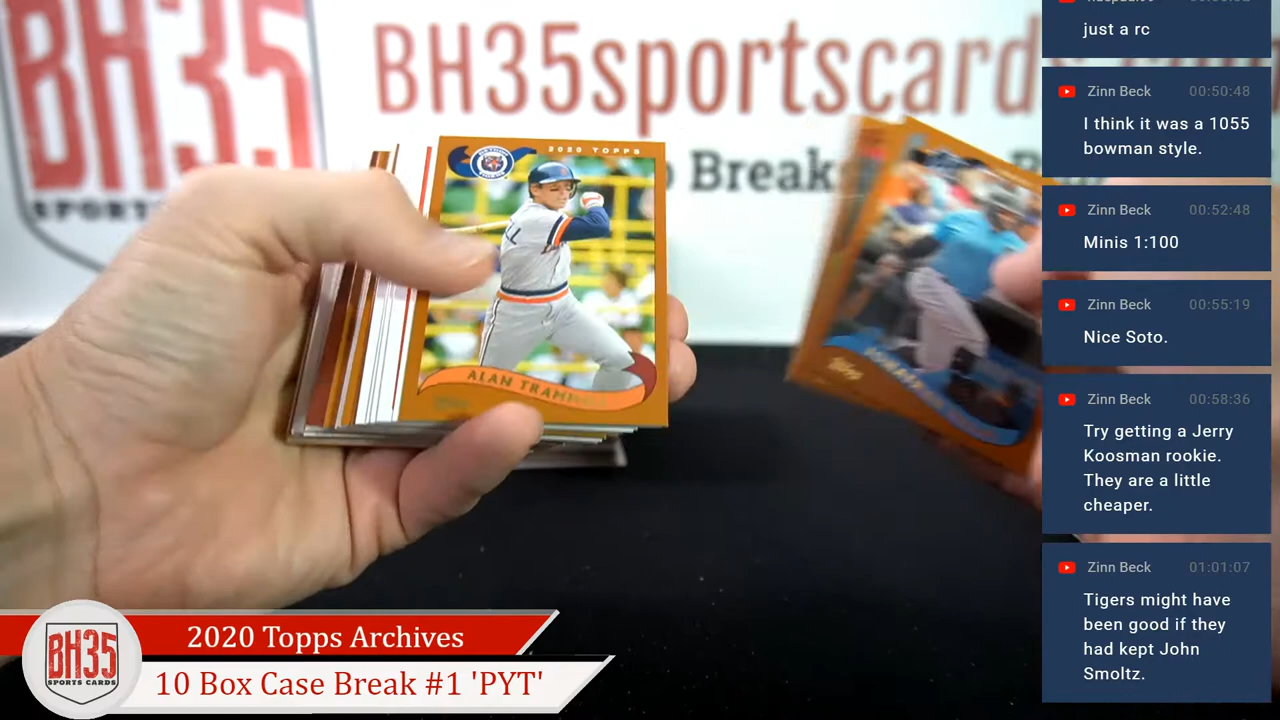 BH35
SPORTS
BH35sportscards
Break
2020 TOPPS
ALAN
just a rc
Zinn Beck 00:50:48
I think it was a 1055
bowman style.
Zinn Beck 00:52:48
Minis 1:100
Zinn Beck 00:55:19
Nice Soto.
Zinn Beck 00:58:36
Try getting a Jerry
Koosman rookie.
They are a little
cheaper.
Zinn Beck 01:01:07
Tigers might have
been good if they
had kept John
Smoltz.
BH35
SPORTS CARDS
2020 Topps Archives
10 Box Case Break #1 'PYT'